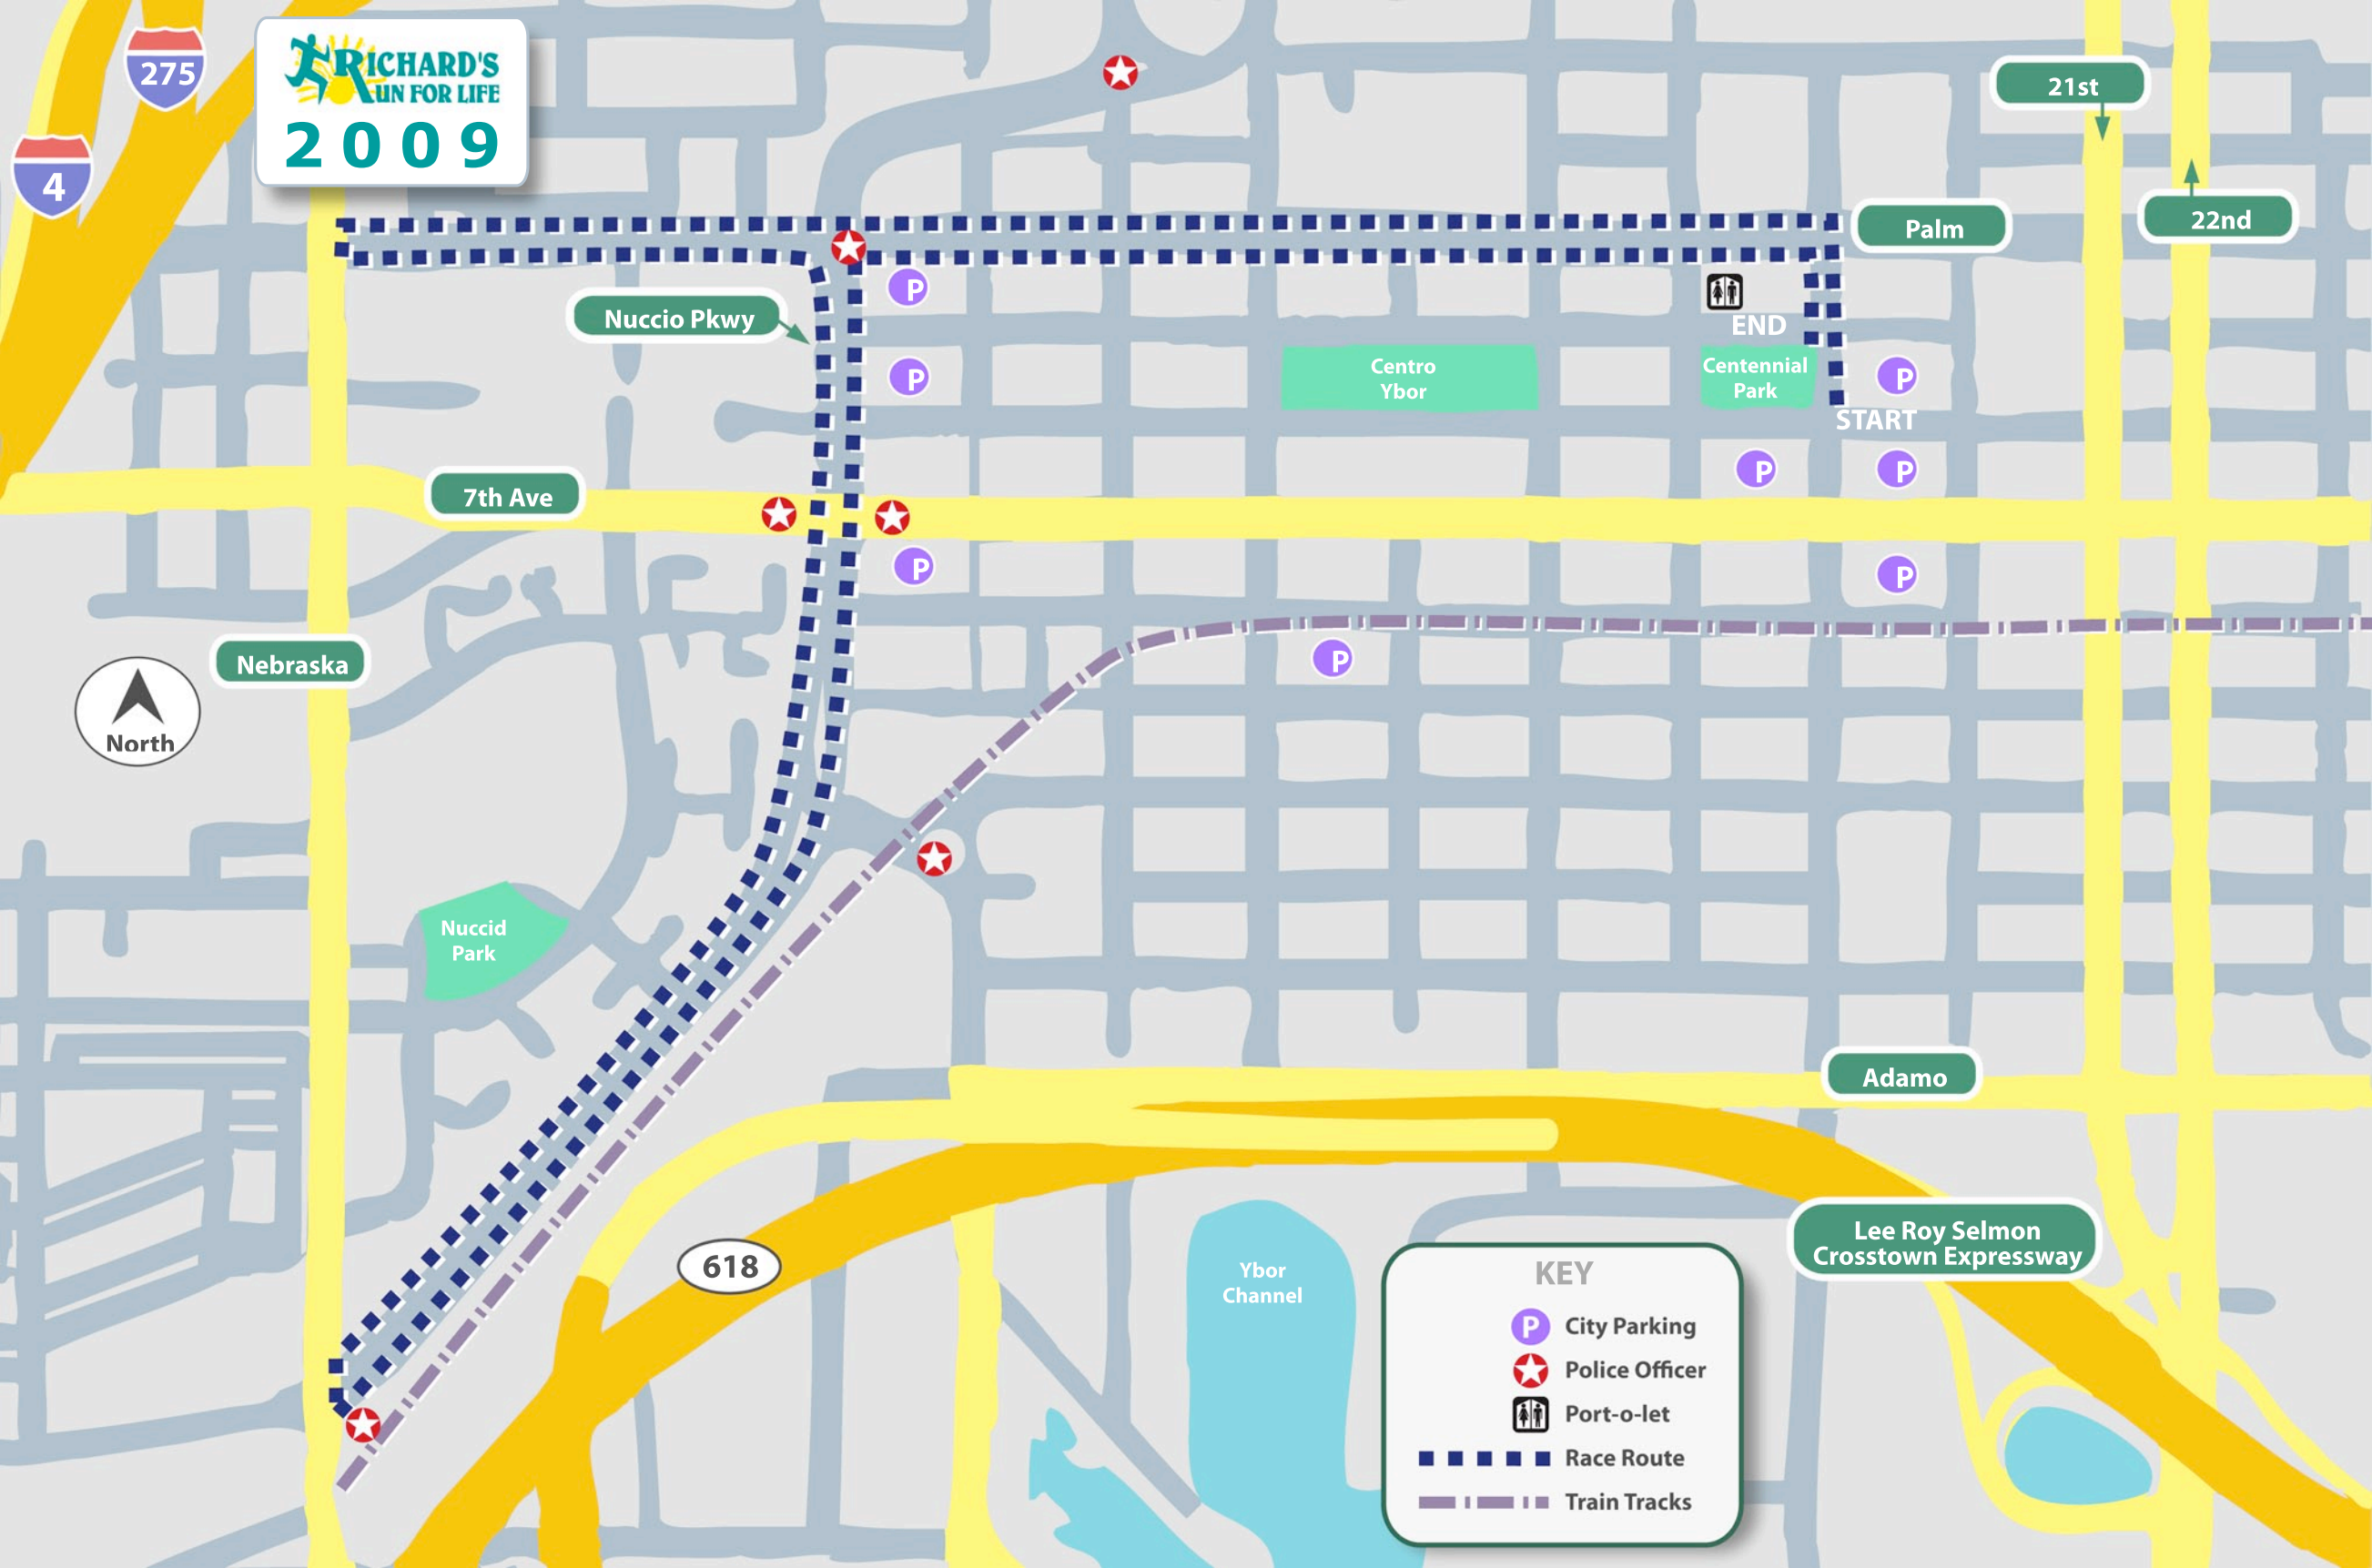 275
RICHARD'S
RUN FOR LIFE
2009
21st
4
22nd
Palm
Nuccio Pkwy
P
END
P
Centro
Ybor
Centennial
Park
P
START
7th Ave
P
P
P
P
Nebraska
P
North
Nuccid
Park
Adamo
Lee Roy Selmon
Crosstown Expressway
618
Ybor
Channel
KEY
P City Parking
Police Officer
Port-o-let
Race Route
Train Tracks